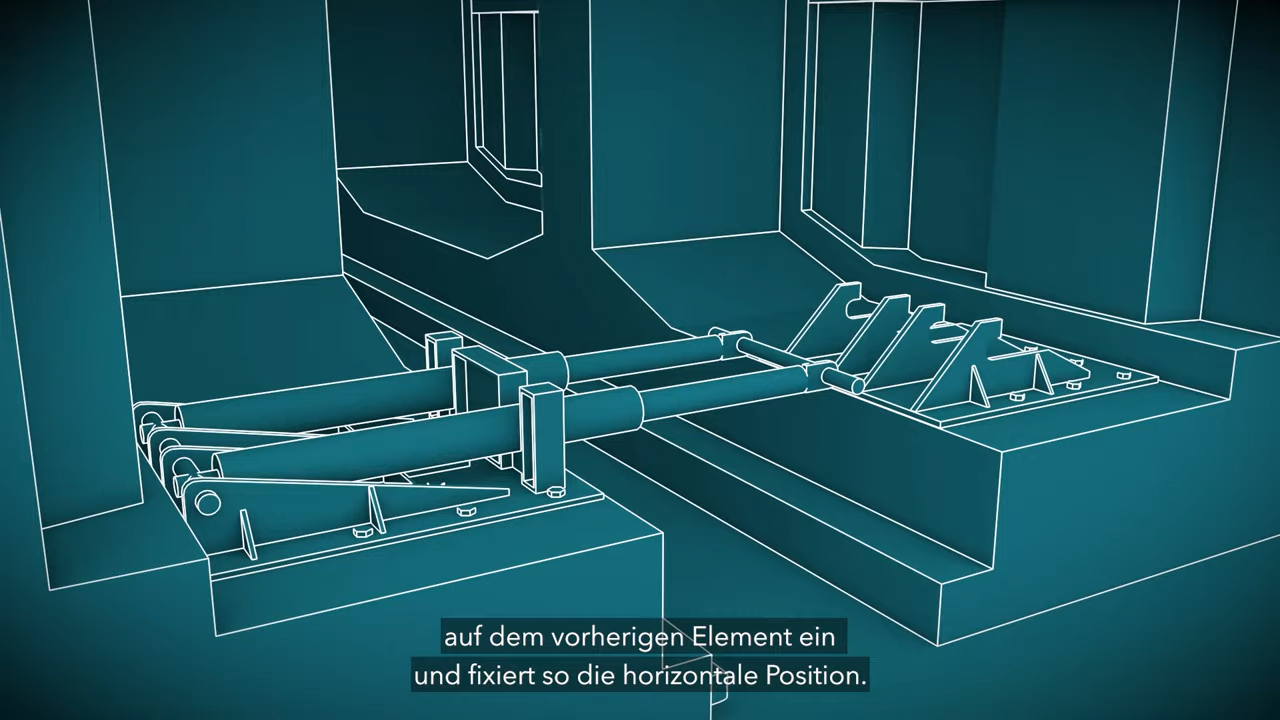 auf dem vorherigen Element ein
und fixiert so die horizontale Position.